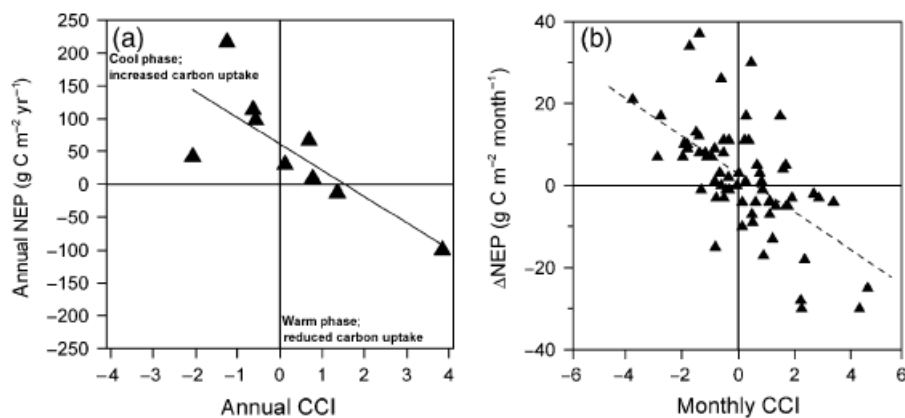 (a)
Cool phase;
increased carbon uptake
Warm phase;
reduced carbon uptake
250
200
150
100
50
0
−50
−100
−150
−200
−250
Annual NEP (g C m⁻² yr⁻¹)
−4 −3 −2 −1 0 1 2 3 4
Annual CCI
(b)
40
20
0
−20
−40
ΔNEP (g C m⁻² month⁻¹)
−6 −4 −2 0 2 4 6
Monthly CCI